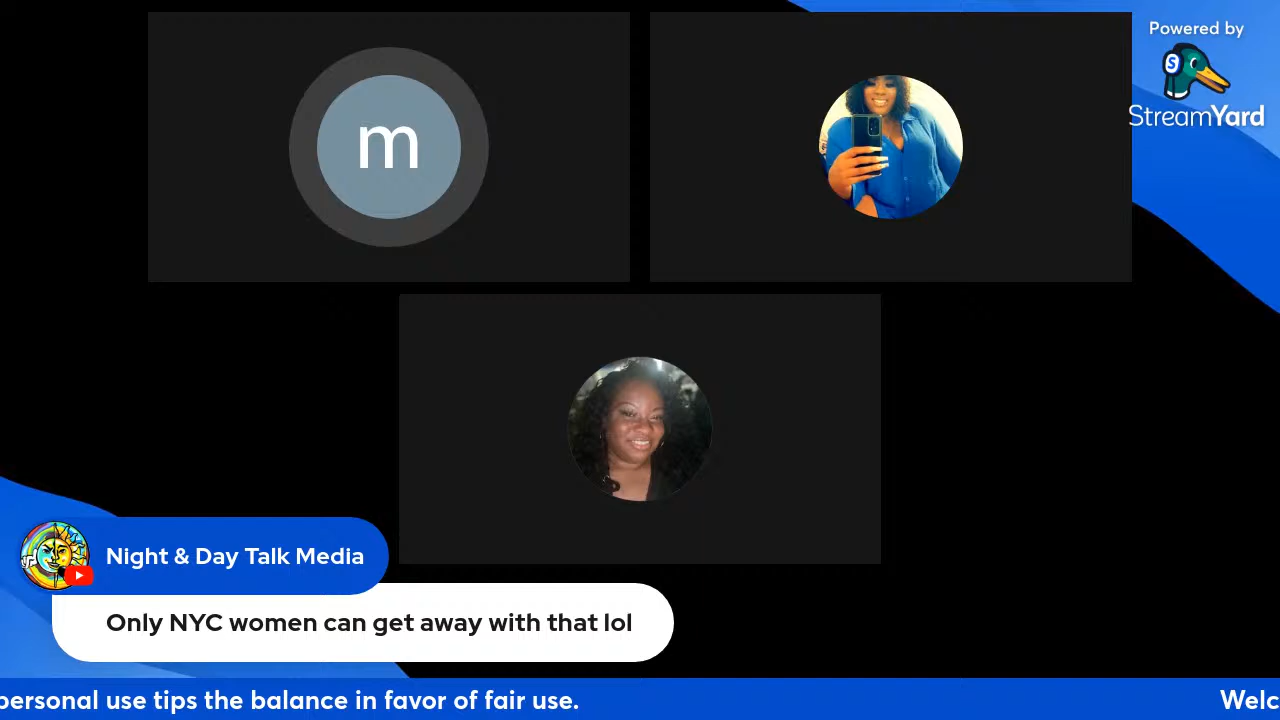 Powered by
S
StreamYard
m
Night & Day Talk Media
Only NYC women can get away with that lol
personal use tips the balance in favor of fair use. Welc